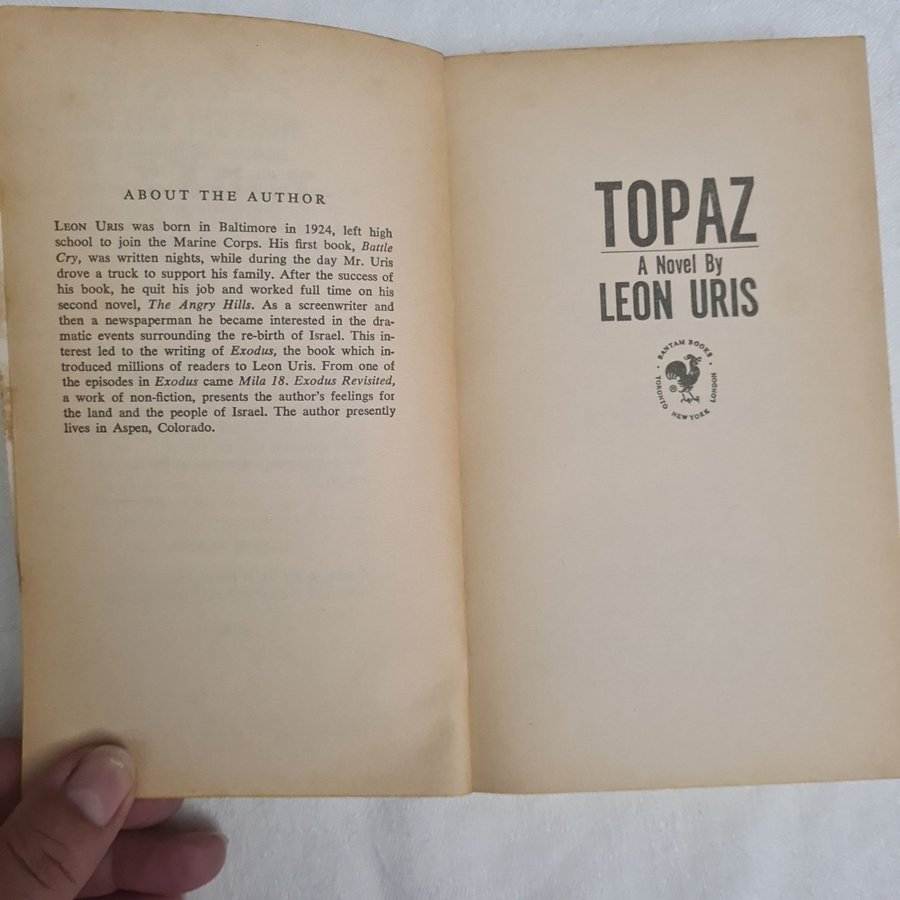 ABOUT THE AUTHOR
LEON URIS was born in Baltimore in 1924, left high
school to join the Marine Corps. His first book, Battle
Cry, was written nights, while during the day Mr. Uris
drove a truck to support his family. After the success of
his book, he quit his job and worked full time on his
second novel, The Angry Hills. As a screenwriter and
then a newspaperman he became interested in the dra-
matic events surrounding the re-birth of Israel. This in-
terest led to the writing of Exodus, the book which in-
troduced millions of readers to Leon Uris. From one of
the episodes in Exodus came Mila 18. Exodus Revisited,
a work of non-fiction, presents the author's feelings for
the land and the people of Israel. The author presently
lives in Aspen, Colorado.
TOPAZ
A Novel By
LEON URIS
BANTAM BOOKS
TORONTO NEW YORK LONDON